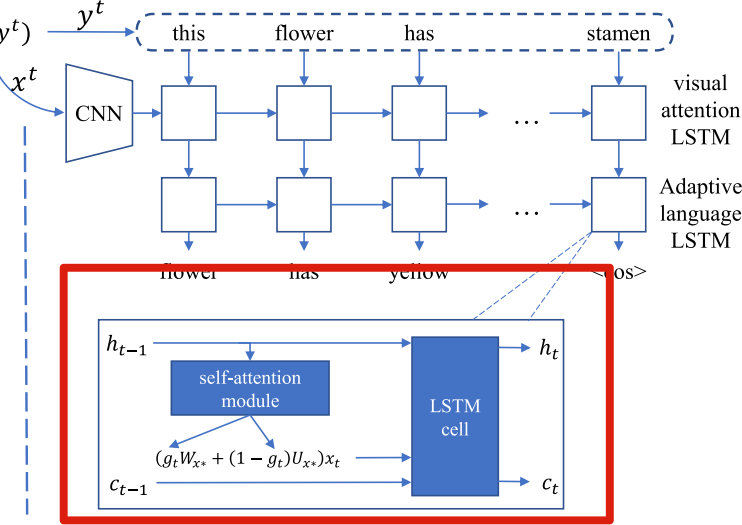 y^t) y^t this flower has stamen
x^t
CNN
...
visual
attention
LSTM
...
Adaptive
language
LSTM
flower has yellow
h_{t-1} h_t
self-attention
module
LSTM
cell
(g_t W_{x*} + (1 − g_t)U_{x*})x_t
c_{t-1} c_t